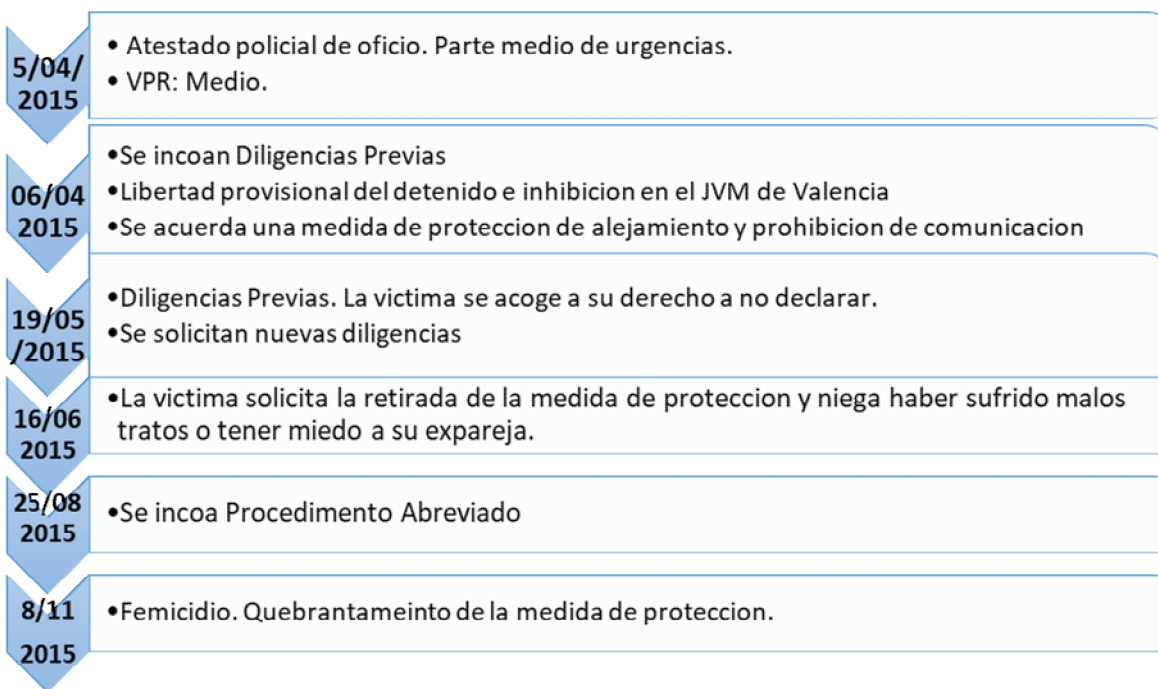 5/04/
2015
• Atestado policial de oficio. Parte medio de urgencias.
• VPR: Medio.
06/04
2015
•Se incoan Diligencias Previas
•Libertad provisional del detenido e inhibicion en el JVM de Valencia
•Se acuerda una medida de proteccion de alejamiento y prohibicion de comunicacion
19/05
/2015
•Diligencias Previas. La victima se acoge a su derecho a no declarar.
•Se solicitan nuevas diligencias
16/06
2015
•La victima solicita la retirada de la medida de proteccion y niega haber sufrido malos
tratos o tener miedo a su expareja.
25/08
2015
•Se incoa Procedimento Abreviado
8/11
2015
•Femicidio. Quebrantameinto de la medida de proteccion.